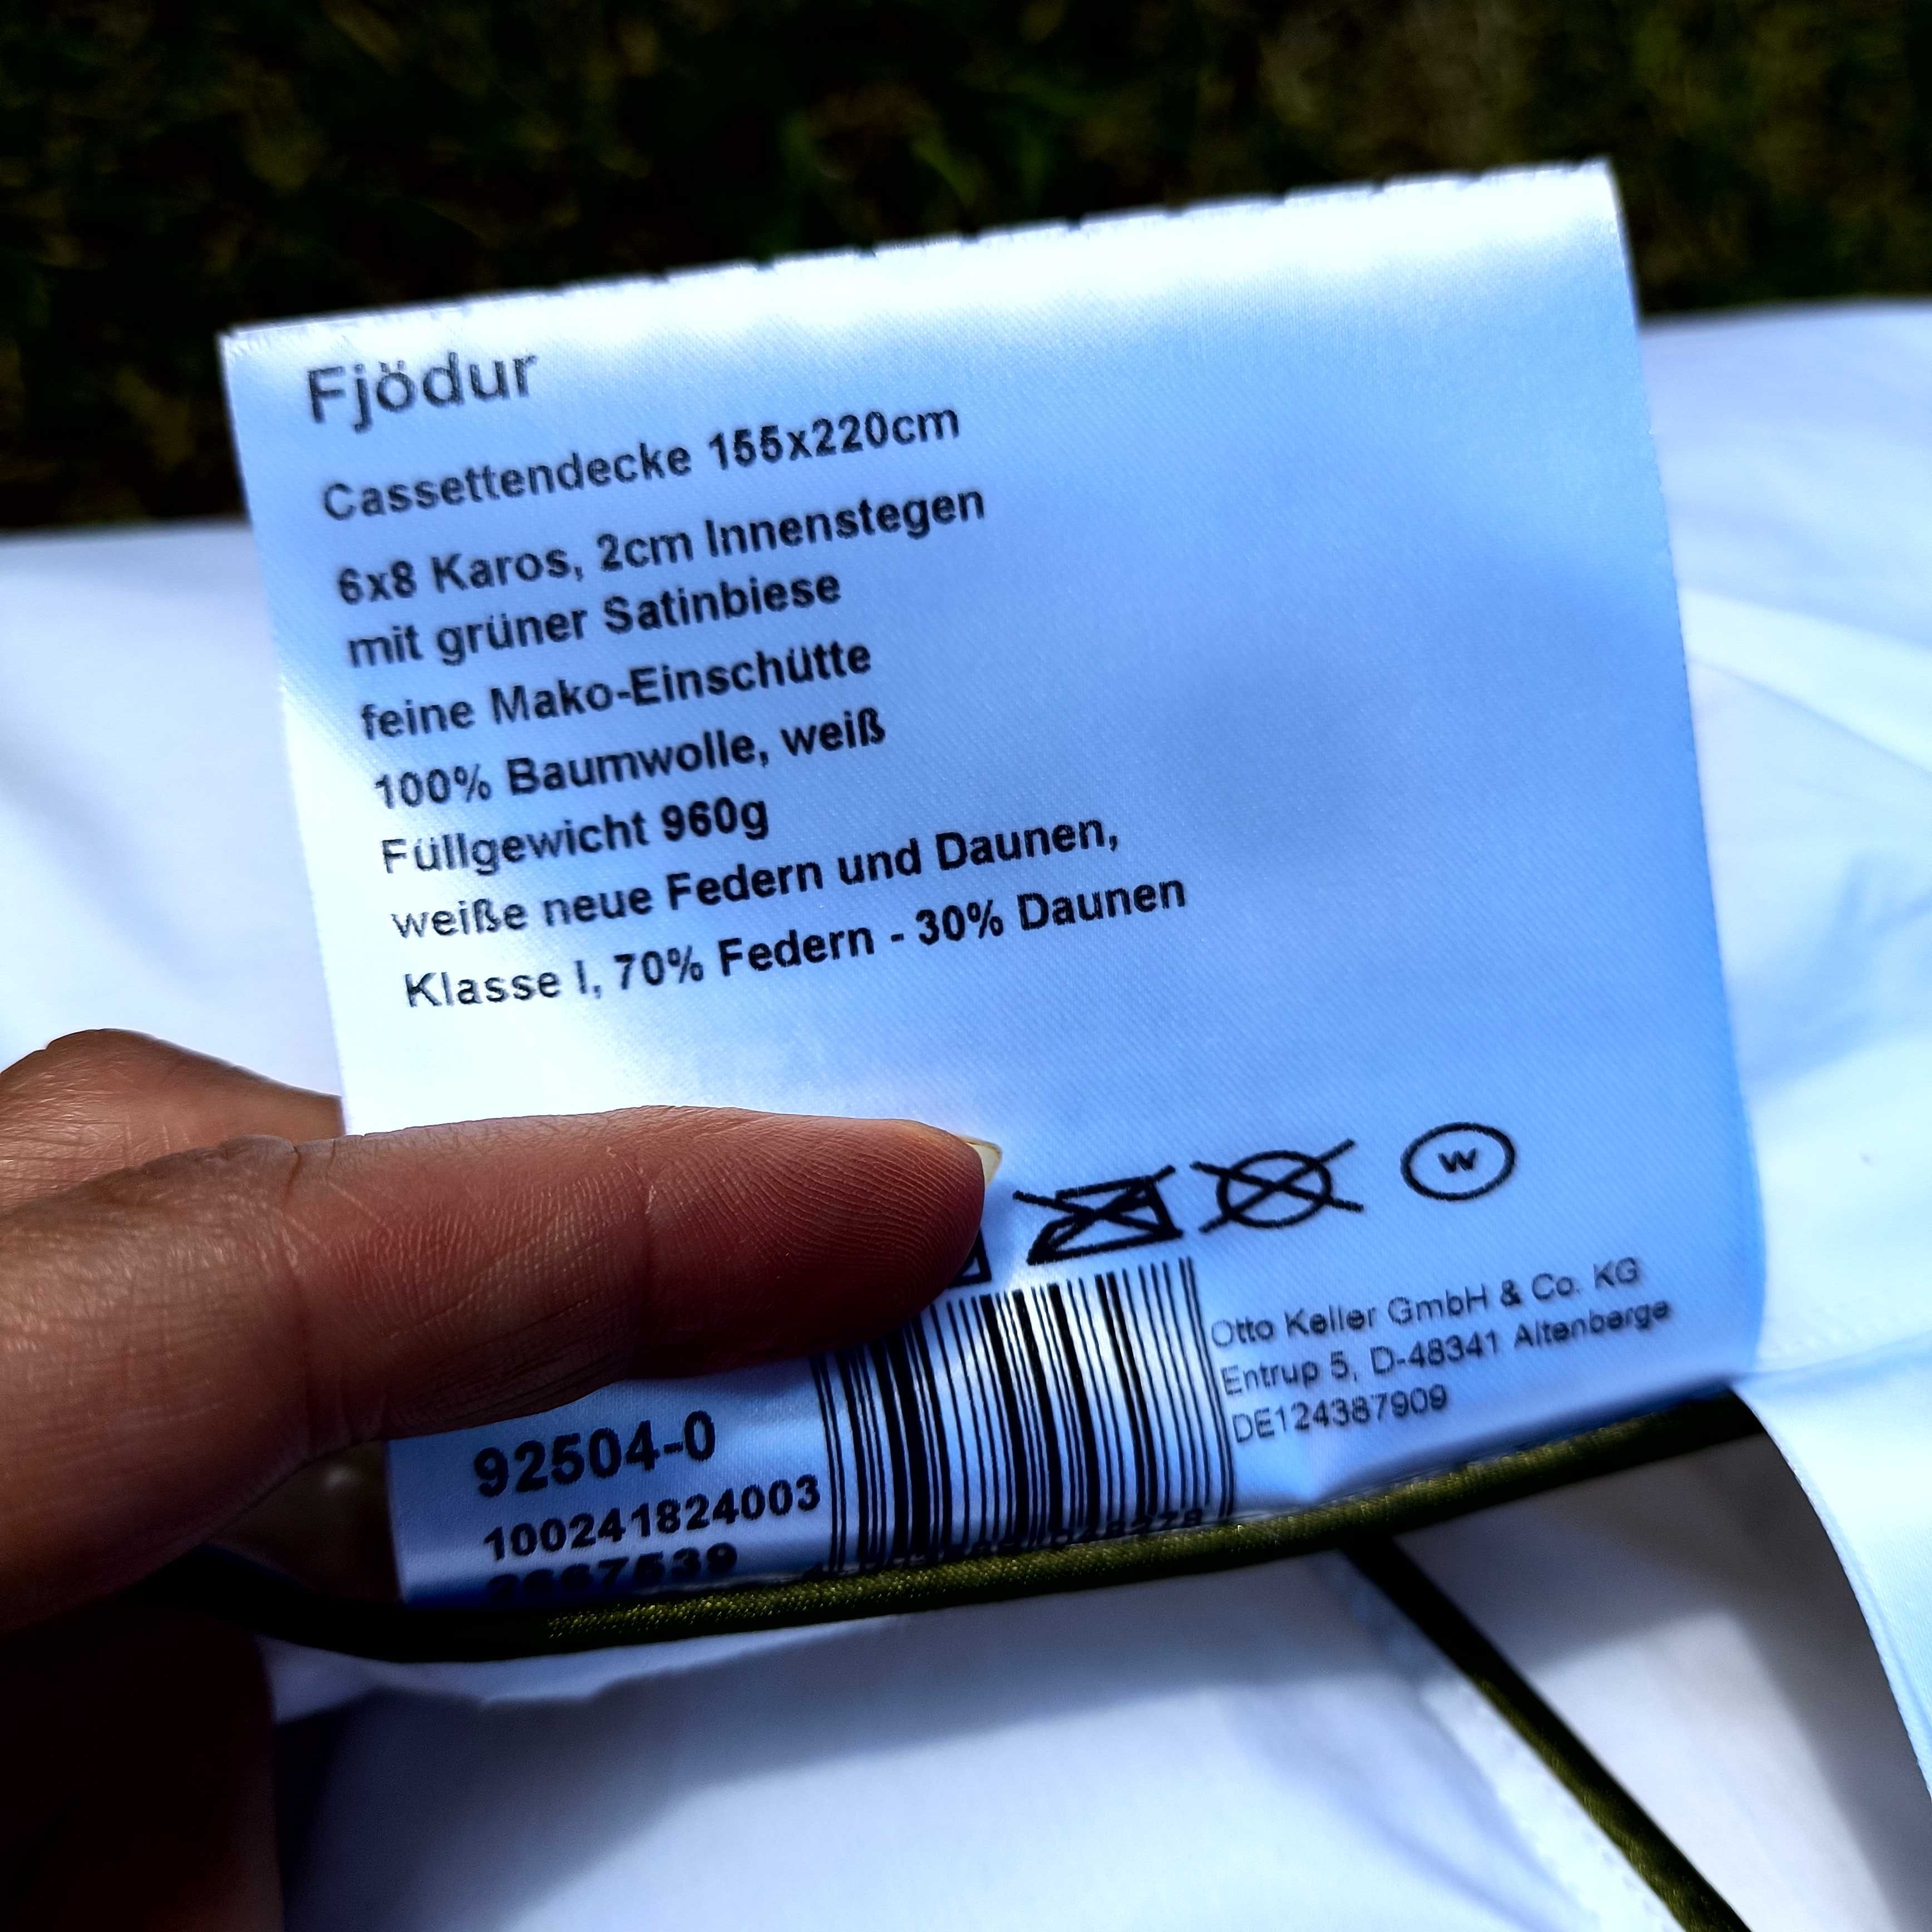 Fjödur
Cassettendecke 155x220cm
6x8 Karos, 2cm Innenstegen
mit grüner Satinbiese
feine Mako-Einschütte
100% Baumwolle, weiß
Füllgewicht 960g
weiße neue Federn und Daunen,
Klasse I, 70% Federn - 30% Daunen
W
Otto Keller GmbH & Co. KG
Entrup 5, D-48341 Altenberge
DE124387909
92504-0
100241824003